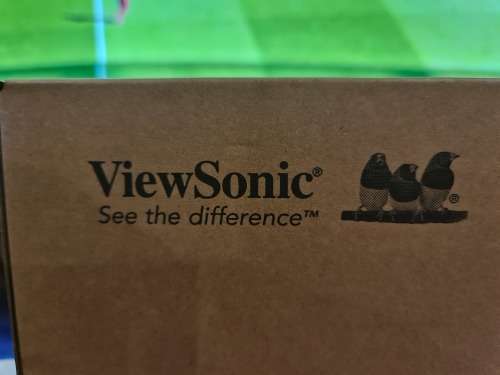 ViewSonic®
See the difference™
®